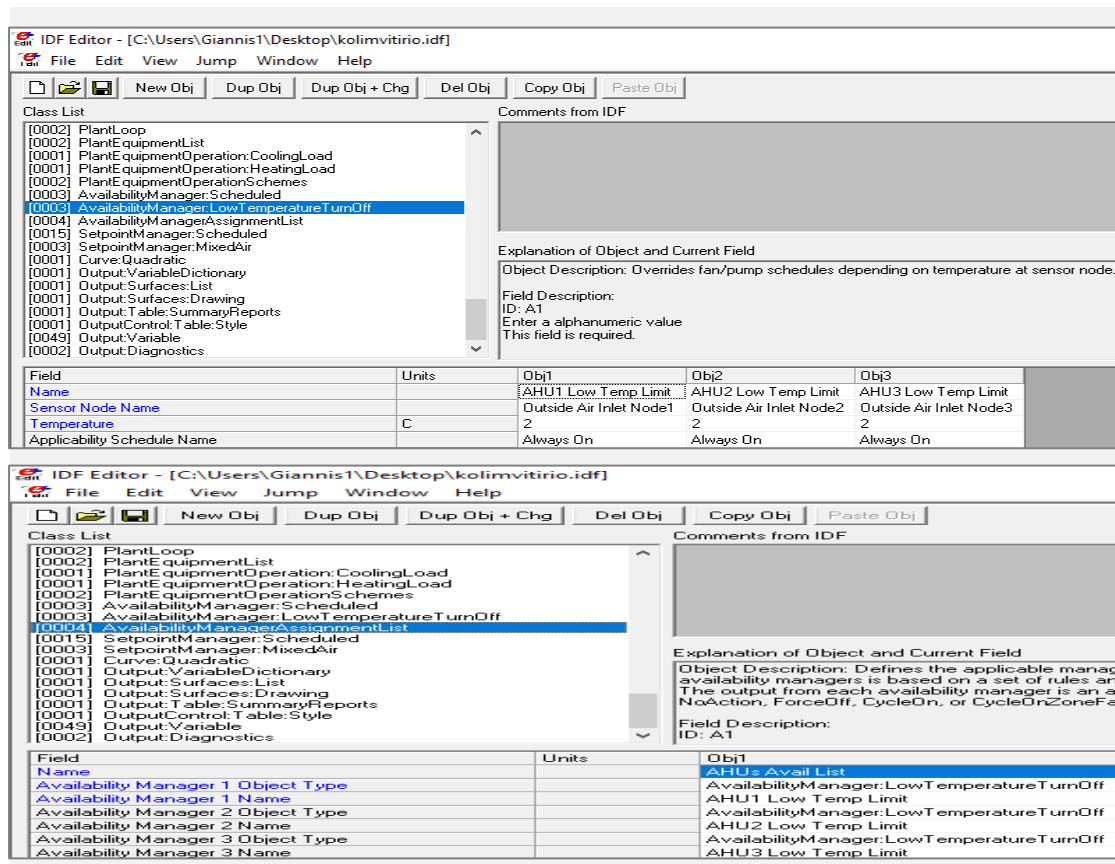 IDF Editor - [C:\Users\Giannis1\Desktop\kolimvitirio.idf]
File Edit View Jump Window Help
New Obj Dup Obj Dup Obj + Chg Del Obj Copy Obj Paste Obj
Class List Comments from IDF
[0002] PlantLoop
[0002] PlantEquipmentList
[0001] PlantEquipmentOperation:CoolingLoad
[0001] PlantEquipmentOperation:HeatingLoad
[0002] PlantEquipmentOperationSchemes
[0003] AvailabilityManager:Scheduled
[0003] AvailabilityManager:LowTemperatureTurnOff
[0004] AvailabilityManagerAssignmentList
[0015] SetpointManager:Scheduled
[0003] SetpointManager:MixedAir
[0001] Curve:Quadratic
[0001] Output:VariableDictionary
[0001] Output:Surfaces:List
[0001] Output:Surfaces:Drawing
[0001] Output:Table:SummaryReports
[0001] OutputControl:Table:Style
[0049] Output:Variable
[0002] Output:Diagnostics
Explanation of Object and Current Field
Object Description: Overrides fan/pump schedules depending on temperature at sensor node.
Field Description:
ID: A1
Enter a alphanumeric value
This field is required.
Field Units Obj1 Obj2 Obj3
Name AHU1 Low Temp Limit AHU2 Low Temp Limit AHU3 Low Temp Limit
Sensor Node Name Outside Air Inlet Node1 Outside Air Inlet Node2 Outside Air Inlet Node3
Temperature C 2 2 2
Applicability Schedule Name Always On Always On Always On
IDF Editor - [C:\Users\Giannis1\Desktop\kolimvitirio.idf]
File Edit View Jump Window Help
New Obj Dup Obj Dup Obj + Chg Del Obj Copy Obj Paste Obj
Class List Comments from IDF
[0002] PlantLoop
[0002] PlantEquipmentList
[0001] PlantEquipmentOperation:CoolingLoad
[0001] PlantEquipmentOperation:HeatingLoad
[0002] PlantEquipmentOperationSchemes
[0003] AvailabilityManager:Scheduled
[0003] AvailabilityManager:LowTemperatureTurnOff
[0004] AvailabilityManagerAssignmentList
[0015] SetpointManager:Scheduled
[0003] SetpointManager:MixedAir
[0001] Curve:Quadratic
[0001] Output:VariableDictionary
[0001] Output:Surfaces:List
[0001] Output:Surfaces:Drawing
[0001] Output:Table:SummaryReports
[0001] OutputControl:Table:Style
[0049] Output:Variable
[0002] Output:Diagnostics
Explanation of Object and Current Field
Object Description: Defines the applicable manag
availability managers is based on a set of rules an
The output from each availability manager is an a
NoAction, ForceOff, CycleOn, or CycleOnZoneFa
Field Description:
ID: A1
Field Units Obj1
Name AHUs Avail List
Availability Manager 1 Object Type AvailabilityManager:LowTemperatureTurnOff
Availability Manager 1 Name AHU1 Low Temp Limit
Availability Manager 2 Object Type AvailabilityManager:LowTemperatureTurnOff
Availability Manager 2 Name AHU2 Low Temp Limit
Availability Manager 3 Object Type AvailabilityManager:LowTemperatureTurnOff
Availability Manager 3 Name AHU3 Low Temp Limit